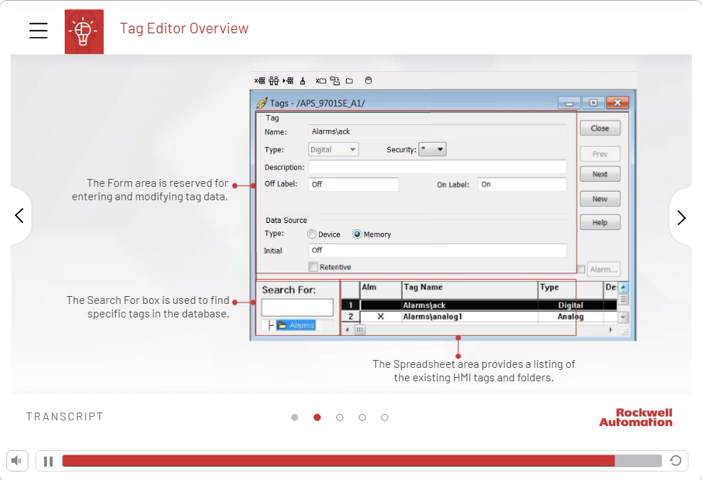 Tag Editor Overview
Tags - /APS_9701SE_A1/
Tag
Name: Alarms\ack
Close
Type: Digital Security: *
Prev
Description:
Next
Off Label: Off On Label: On
New
Data Source
Help
Type: Device Memory
Initial Off
Retentive
Alarm...
The Form area is reserved for
entering and modifying tag data.
Search For:
Alm Tag Name Type De
1 Alarms\ack Digital
2 X Alarms\analog1 Analog
Alarms
The Search For box is used to find
specific tags in the database.
The Spreadsheet area provides a listing of
the existing HMI tags and folders.
TRANSCRIPT
Rockwell
Automation